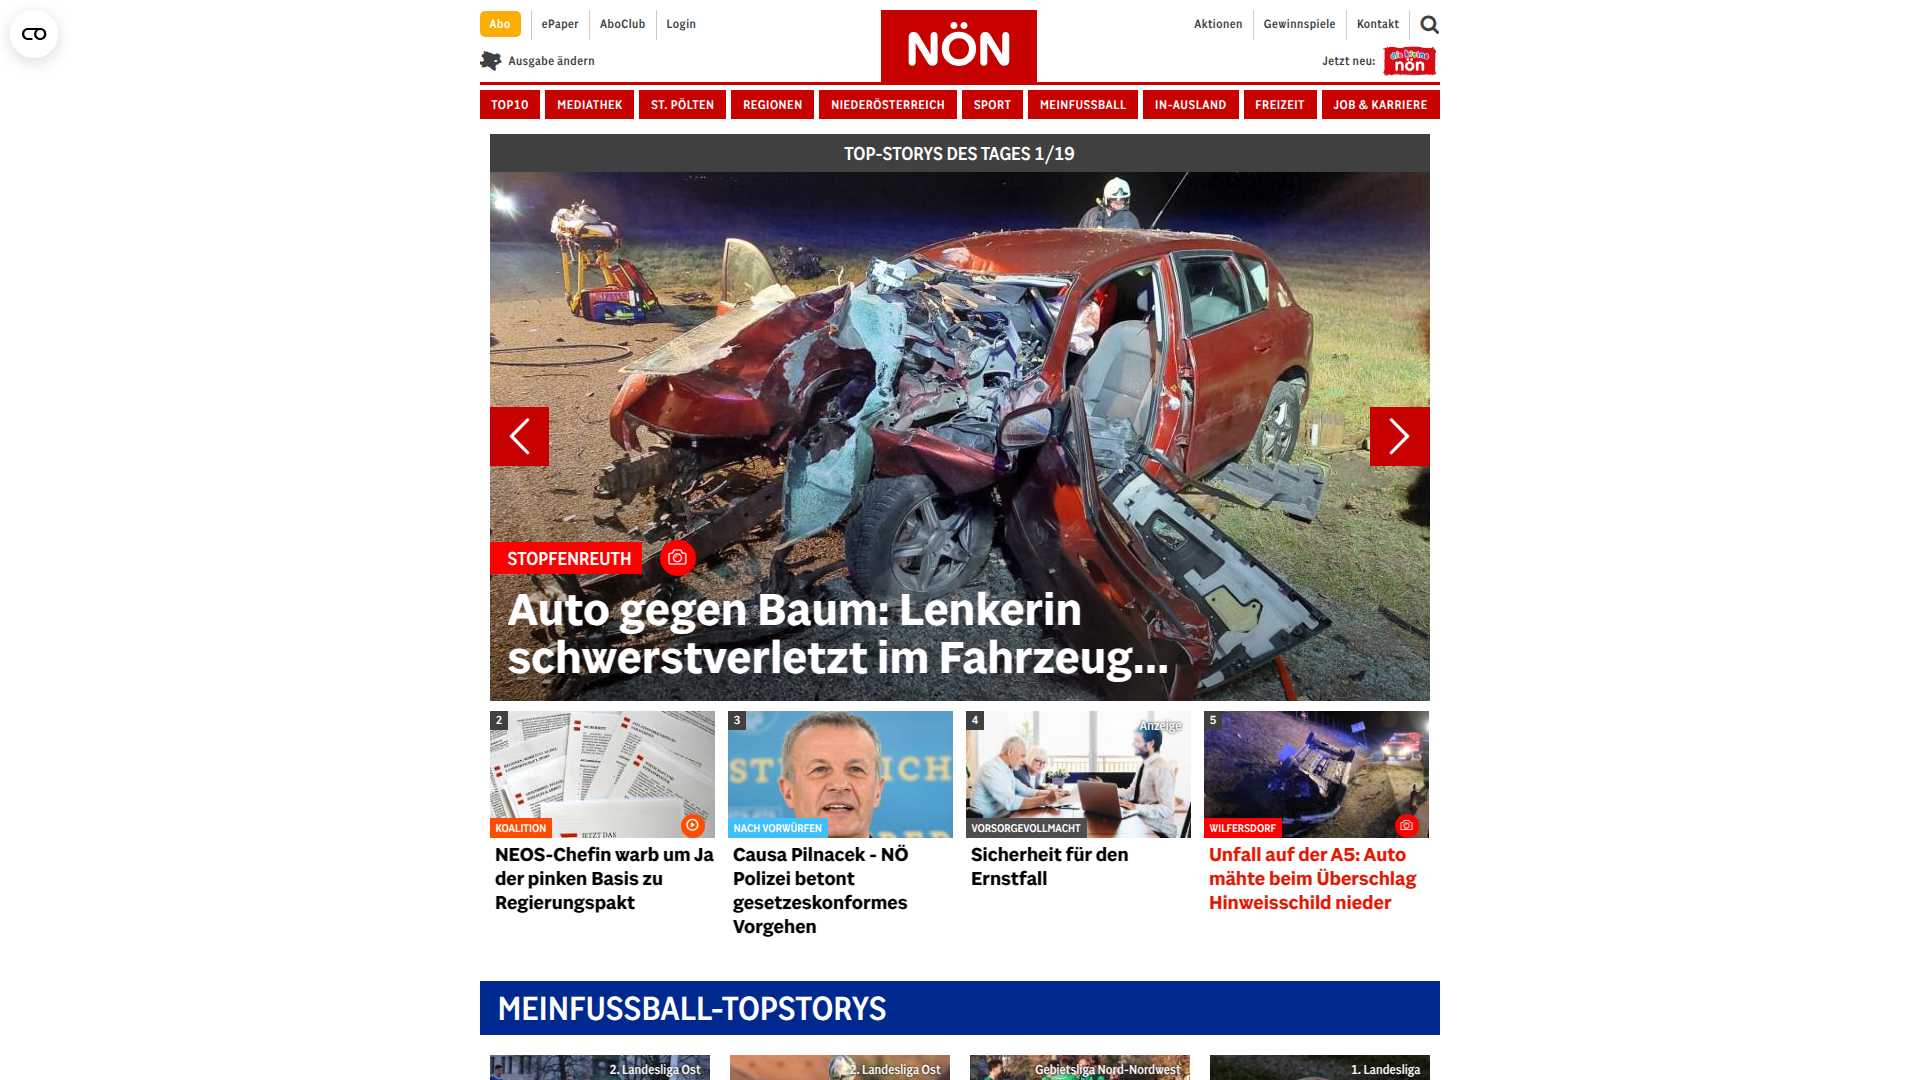 Abo
ePaper
AboClub
Login
NÖN
Aktionen
Gewinnspiele
Kontakt
Ausgabe ändern
Jetzt neu:
die kleine
nön
TOP10
MEDIATHEK
ST. PÖLTEN
REGIONEN
NIEDERÖSTERREICH
SPORT
MEINFUSSBALL
IN-AUSLAND
FREIZEIT
JOB & KARRIERE
TOP-STORYS DES TAGES 1/19
STOPFENREUTH
Auto gegen Baum: Lenkerin
schwerstverletzt im Fahrzeug...
2
JETZT DAS
KOALITION
NEOS-Chefin warb um Ja
der pinken Basis zu
Regierungspakt
3
NACH VORWÜRFEN
Causa Pilnacek - NÖ
Polizei betont
gesetzeskonformes
Vorgehen
4
Anzeige
VORSORGEVOLLMACHT
Sicherheit für den
Ernstfall
5
WILFERSDORF
Unfall auf der A5: Auto
mähte beim Überschlag
Hinweisschild nieder
MEINFUSSBALL-TOPSTORYS
2. Landesliga Ost
2. Landesliga Ost
Gebietsliga Nord-Nordwest
1. Landesliga